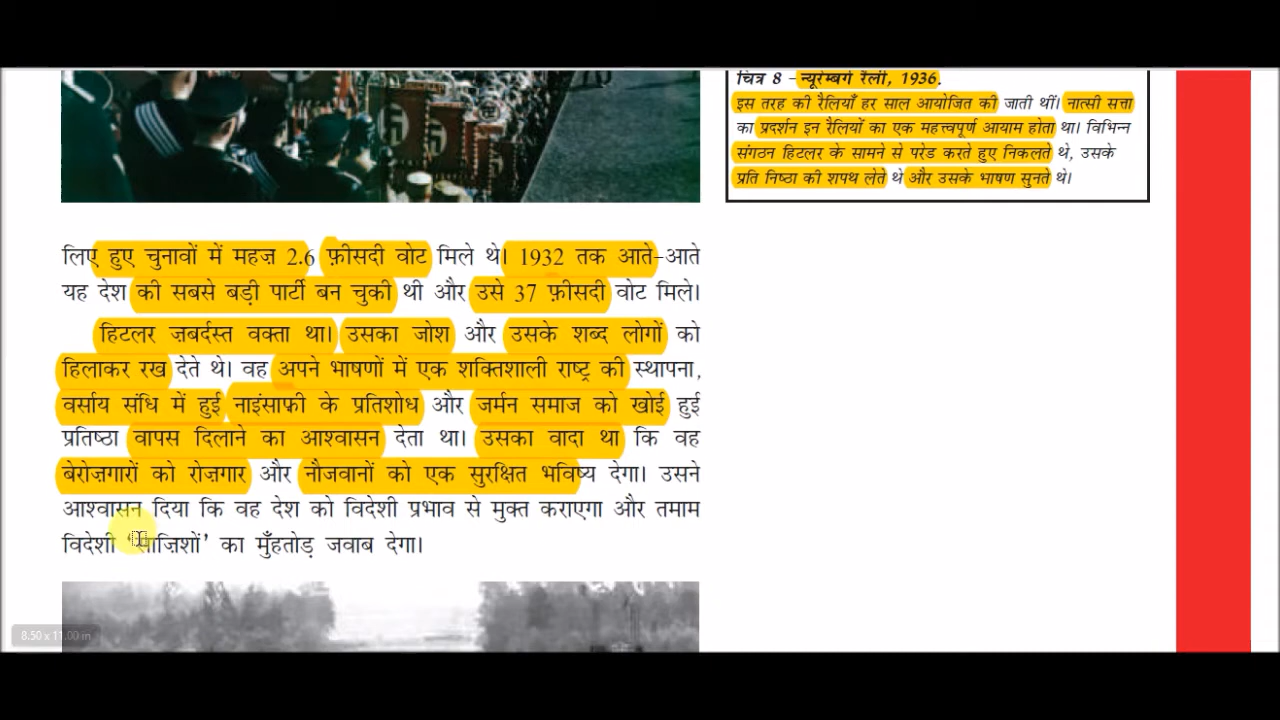 चित्र 8 – न्यूरेम्बर्ग रैली, 1936.
इस तरह की रैलियाँ हर साल आयोजित की जाती थीं। नात्सी सत्ता
का प्रदर्शन इन रैलियों का एक महत्त्वपूर्ण आयाम होता था। विभिन्न
संगठन हिटलर के सामने से परेड करते हुए निकलते थे, उसके
प्रति निष्ठा की शपथ लेते थे और उसके भाषण सुनते थे।
लिए हुए चुनावों में महज़ 2.6 फ़ीसदी वोट मिले थे। 1932 तक आते-आते
यह देश की सबसे बड़ी पार्टी बन चुकी थी और उसे 37 फ़ीसदी वोट मिले।
हिटलर ज़बर्दस्त वक्ता था। उसका जोश और उसके शब्द लोगों को
हिलाकर रख देते थे। वह अपने भाषणों में एक शक्तिशाली राष्ट्र की स्थापना,
वर्साय संधि में हुई नाइंसाफ़ी के प्रतिशोध और जर्मन समाज को खोई हुई
प्रतिष्ठा वापस दिलाने का आश्वासन देता था। उसका वादा था कि वह
बेरोज़गारों को रोज़गार और नौजवानों को एक सुरक्षित भविष्य देगा। उसने
आश्वासन दिया कि वह देश को विदेशी प्रभाव से मुक्त कराएगा और तमाम
विदेशी ‘साज़िशों’ का मुँहतोड़ जवाब देगा।
8.50 x 11.00 in